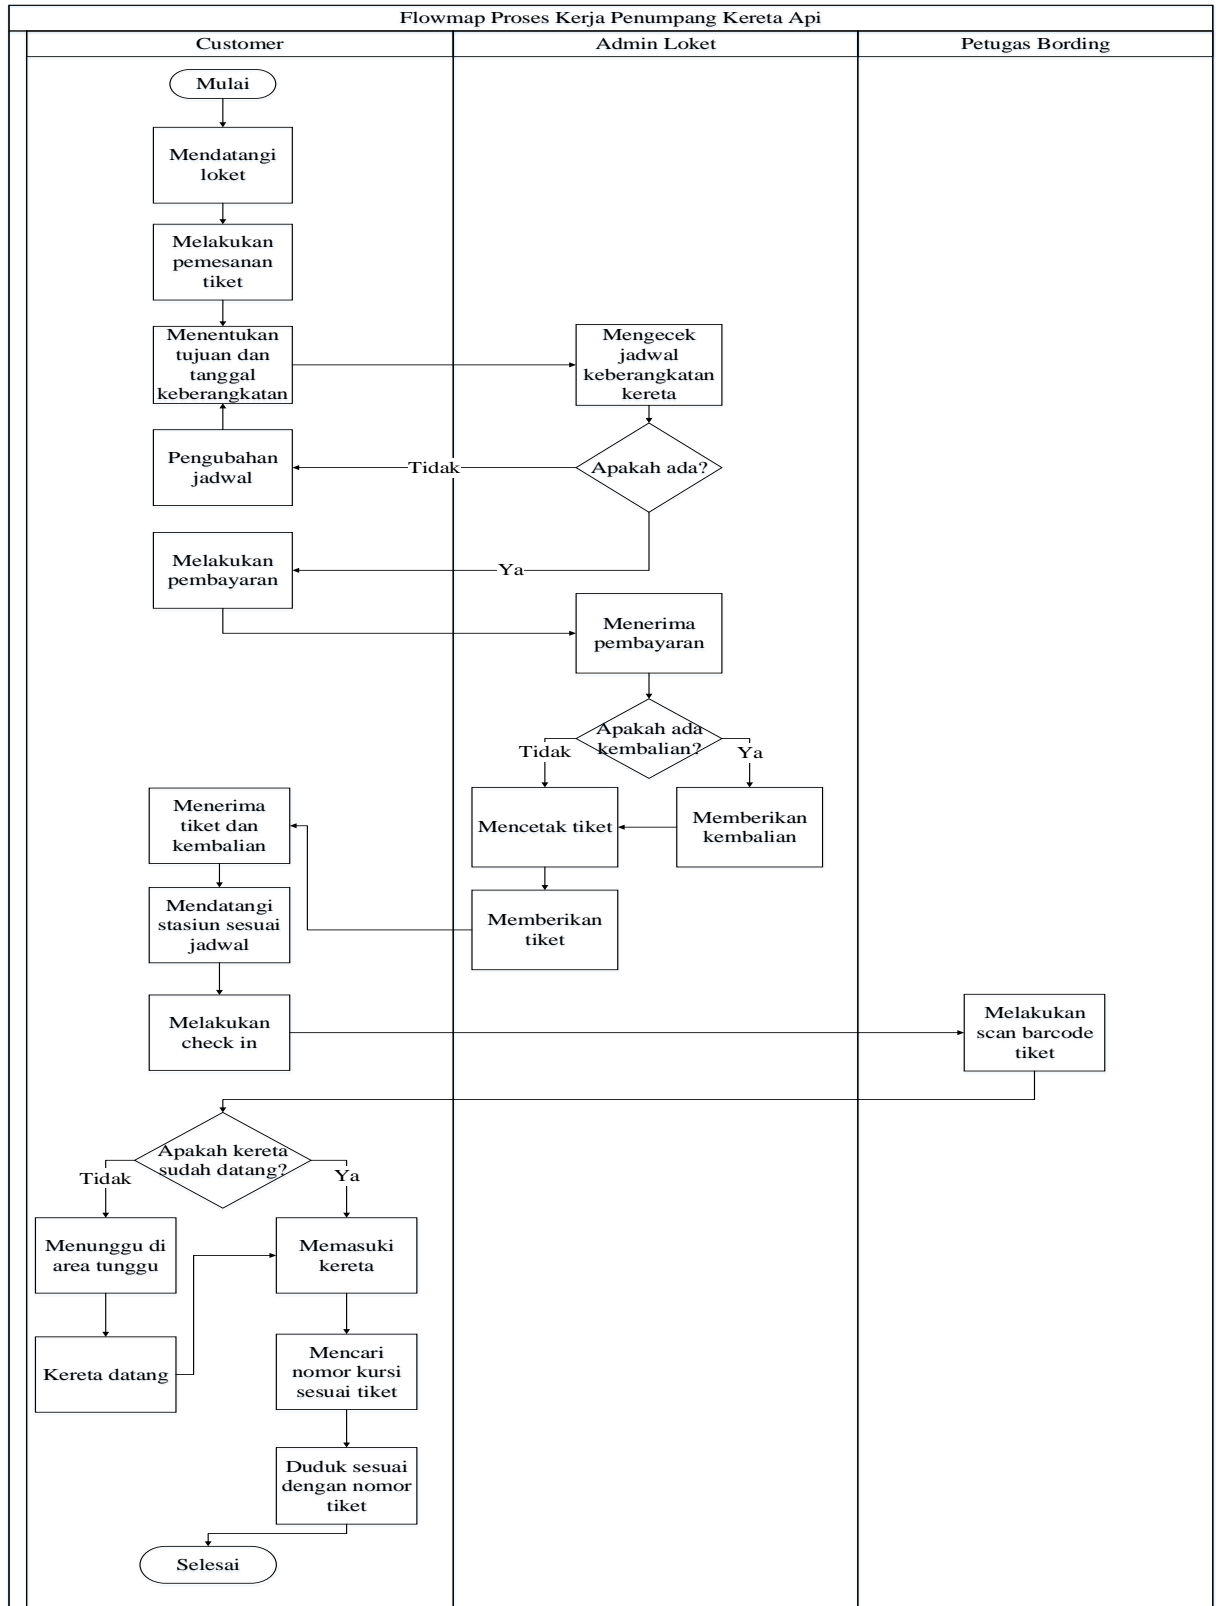 Flowmap Proses Kerja Penumpang Kereta Api
Customer
Admin Loket
Petugas Bording
Mulai
Mendatangi
loket
Melakukan
pemesanan
tiket
Menentukan
tujuan dan
tanggal
keberangkatan
Mengecek
jadwal
keberangkatan
kereta
Pengubahan
jadwal
Tidak
Apakah ada?
Melakukan
pembayaran
Ya
Menerima
pembayaran
Apakah ada
kembalian?
Tidak
Ya
Menerima
tiket dan
kembalian
Mencetak tiket
Memberikan
kembalian
Mendatangi
stasiun sesuai
jadwal
Memberikan
tiket
Melakukan
check in
Melakukan
scan barcode
tiket
Apakah kereta
sudah datang?
Tidak
Ya
Menunggu di
area tunggu
Memasuki
kereta
Kereta datang
Mencari
nomor kursi
sesuai tiket
Duduk sesuai
dengan nomor
tiket
Selesai